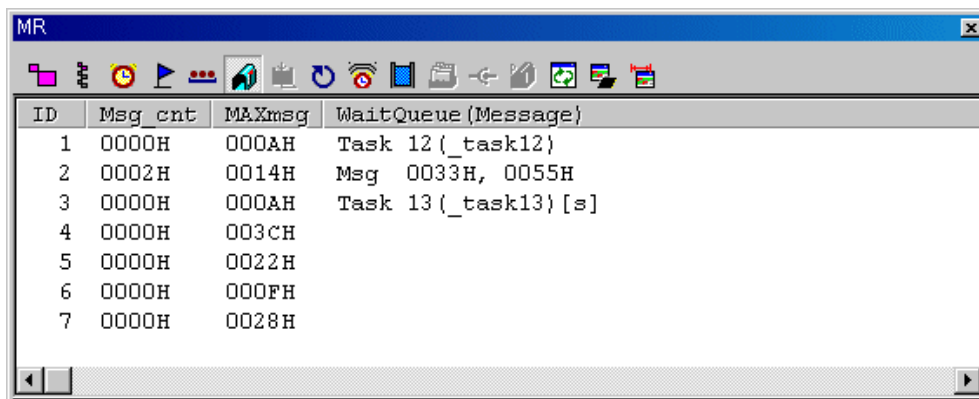 MR
ID Msg_cnt MAXmsg WaitQueue(Message)
1 0000H 000AH Task 12(_task12)
2 0002H 0014H Msg 0033H, 0055H
3 0000H 000AH Task 13(_task13)[s]
4 0000H 003CH
5 0000H 0022H
6 0000H 000FH
7 0000H 0028H